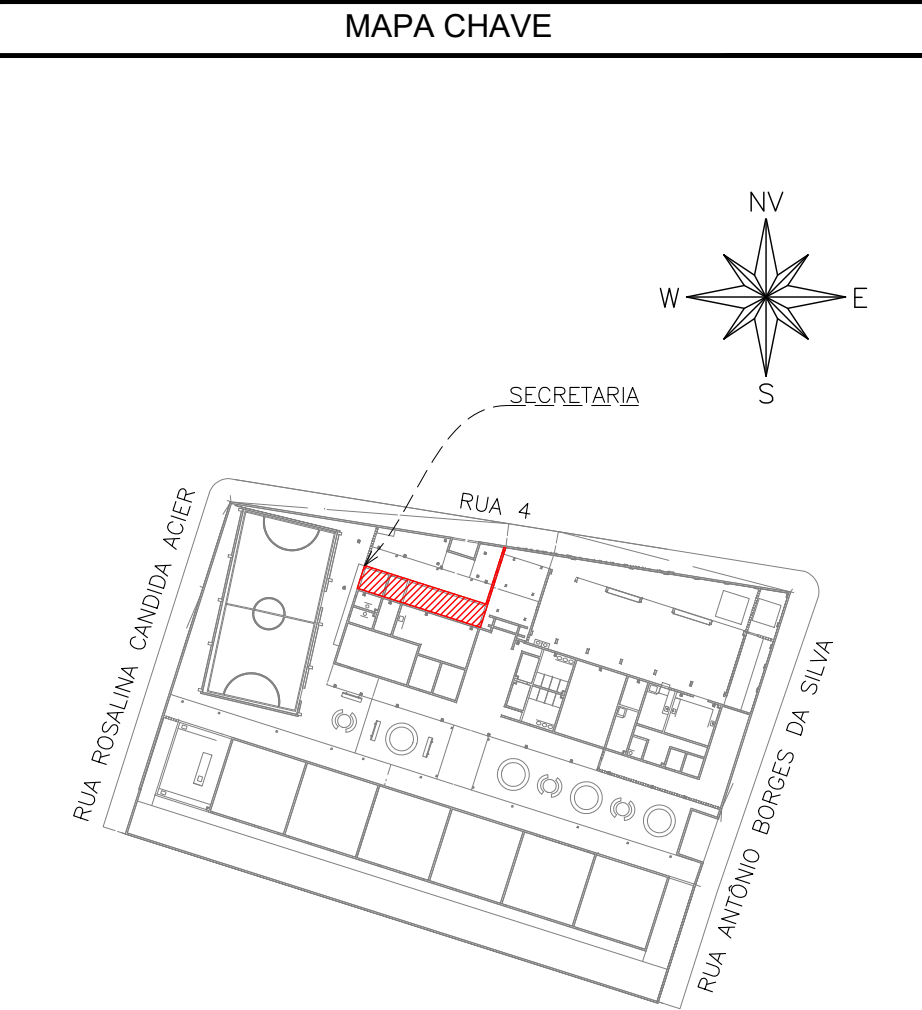 MAPA CHAVE
NV
W
E
S
SECRETARIA
RUA 4
RUA ROSALINA CANDIDA ACIER
RUA ANTÔNIO BORGES DA SILVA